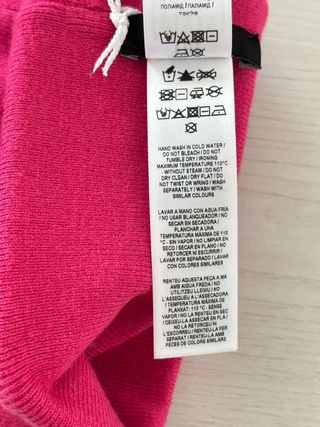 ПОЛІАМІД / ПОЛІАМИД /
HAND WASH IN COLD WATER /
DO NOT BLEACH / DO NOT
TUMBLE DRY / IRONING
MAXIMUM TEMPERATURE 110°C
- WITHOUT STEAM / DO NOT
DRY CLEAN / DRY FLAT / DO
NOT TWIST OR WRING / WASH
SEPARATELY / WASH WITH
SIMILAR COLOURS
LAVAR A MANO CON AGUA FRÍA
/ NO USAR BLANQUEADOR / NO
SECAR EN SECADORA /
PLANCHAR A UNA
TEMPERATURA MÁXIMA DE 110
°C - SIN VAPOR / NO LIMPIAR EN
SECO / SECAR EN PLANO / NO
RETORCER NI ESCURRIR /
LAVAR POR SEPARADO / LAVAR
CON COLORES SIMILARES
RENTEU AQUESTA PEÇA A MÀ
AMB AIGUA FREDA / NO
UTILITZEU LLEIXIU / NO
L'ASSEQUEU A L'ASSECADORA
/ TEMPERATURA MÀXIMA DE
PLANXAT: 110 °C - SENSE
VAPOR / NO LA RENTEU EN SEC
/ DEIXEU-LA ASSECAR EN PLA /
NO LA RETORCEU NI
L'ESCORREU / RENTEU-LA PER
SEPARAT / RENTEU-LA AMB
PECES DE COLORS SIMILARS